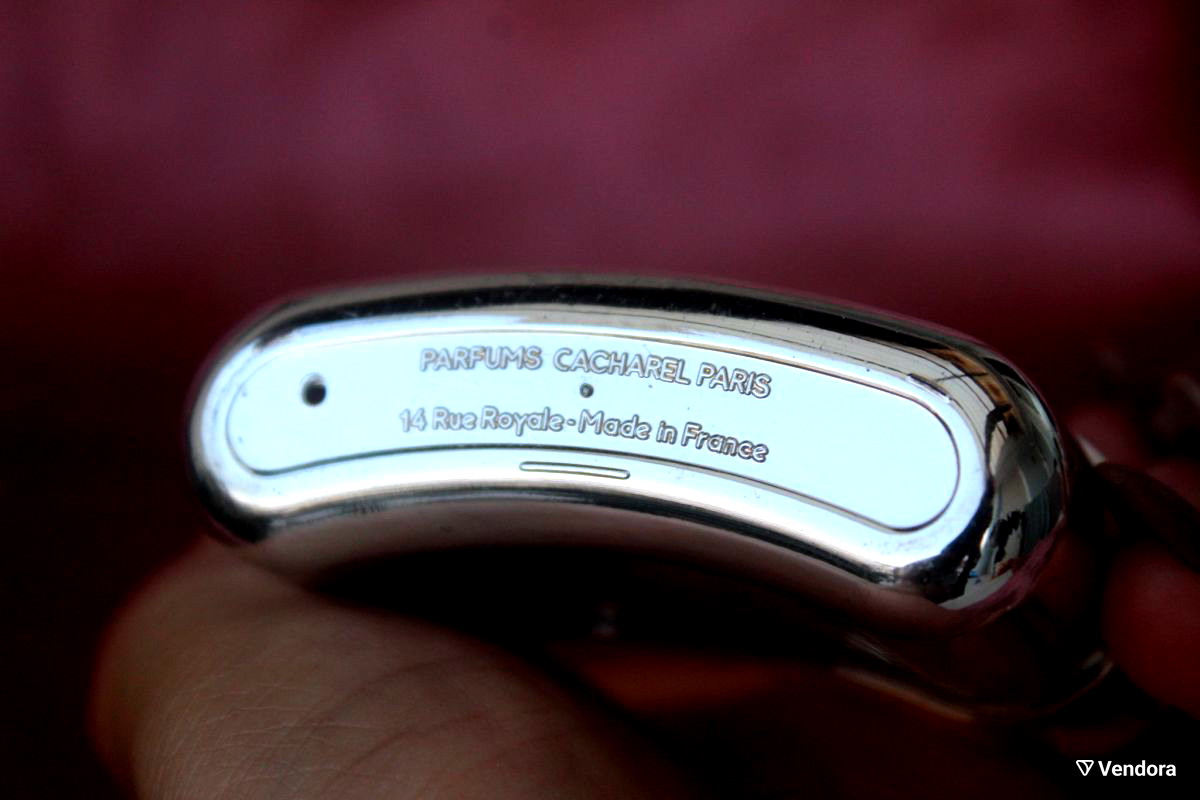 PARFUMS CACHAREL PARIS
14 Rue Royale - Made in France
Vendora